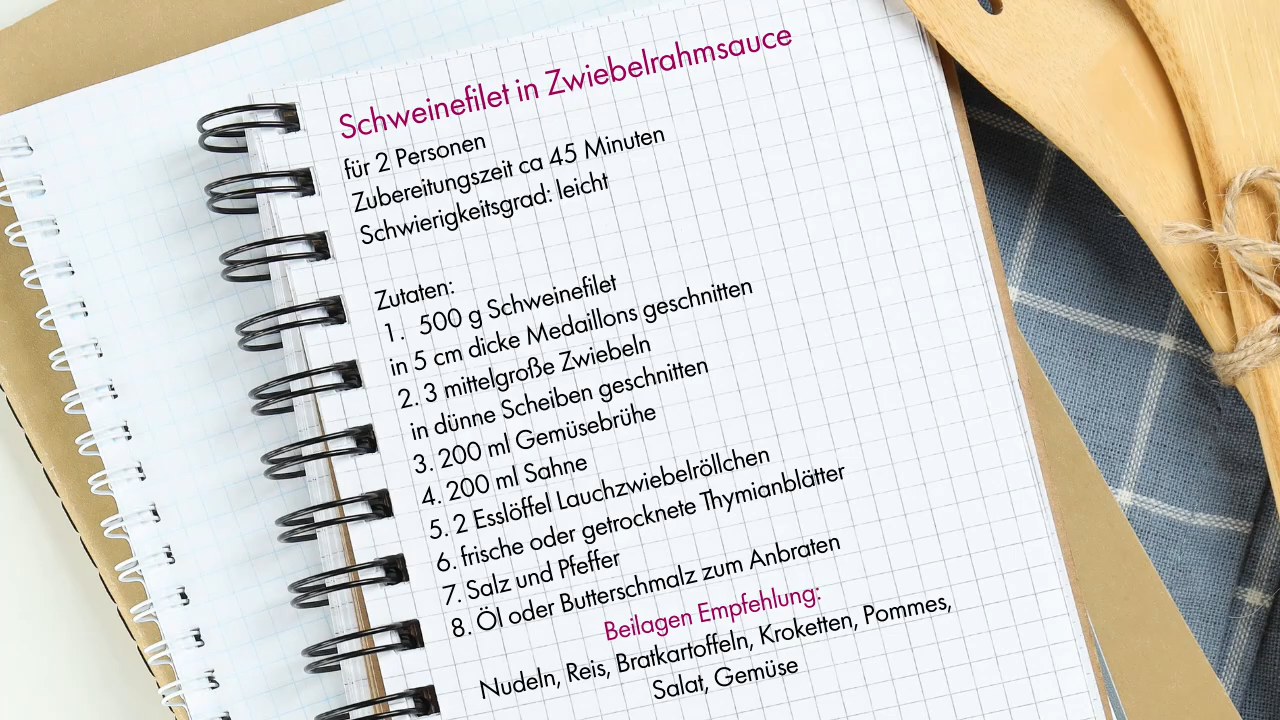 Schweinefilet in Zwiebelrahmsauce
für 2 Personen
Zubereitungszeit ca 45 Minuten
Schwierigkeitsgrad: leicht
Zutaten:
1. 500 g Schweinefilet
in 5 cm dicke Medaillons geschnitten
2. 3 mittelgroße Zwiebeln
in dünne Scheiben geschnitten
3. 200 ml Gemüsebrühe
4. 200 ml Sahne
5. 2 Esslöffel Lauchzwiebelröllchen
6. frische oder getrocknete Thymianblätter
7. Salz und Pfeffer
8. Öl oder Butterschmalz zum Anbraten
Beilagen Empfehlung:
Nudeln, Reis, Bratkartoffeln, Kroketten, Pommes,
Salat, Gemüse